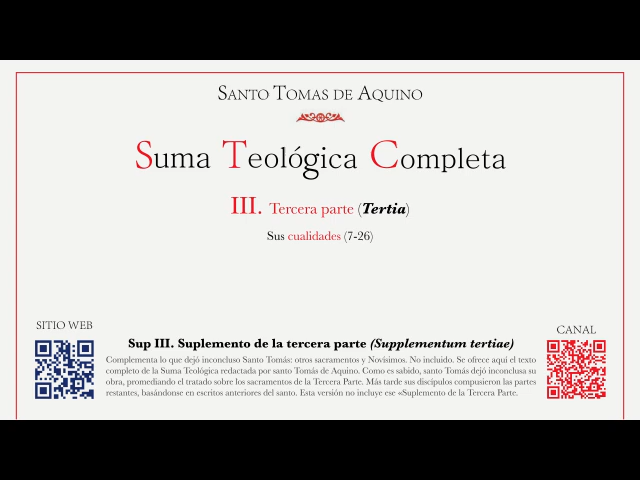 SANTO TOMAS DE AQUINO
Suma Teológica Completa
III. Tercera parte (Tertia)
Sus cualidades (7-26)
SITIO WEB
CANAL
Sup III. Suplemento de la tercera parte (Supplementum tertiae)
Complementa lo que dejó inconcluso Santo Tomás: otros sacramentos y Novísimos. No incluido. Se ofrece aquí el texto
completo de la Suma Teológica redactada por santo Tomás de Aquino. Como es sabido, santo Tomás dejó inconclusa su
obra, promediando el tratado sobre los sacramentos de la Tercera Parte. Más tarde sus discípulos compusieron las partes
restantes, basándonse en escritos anteriores del santo. Esta versión no incluye ese «Suplemento de la Tercera Parte.